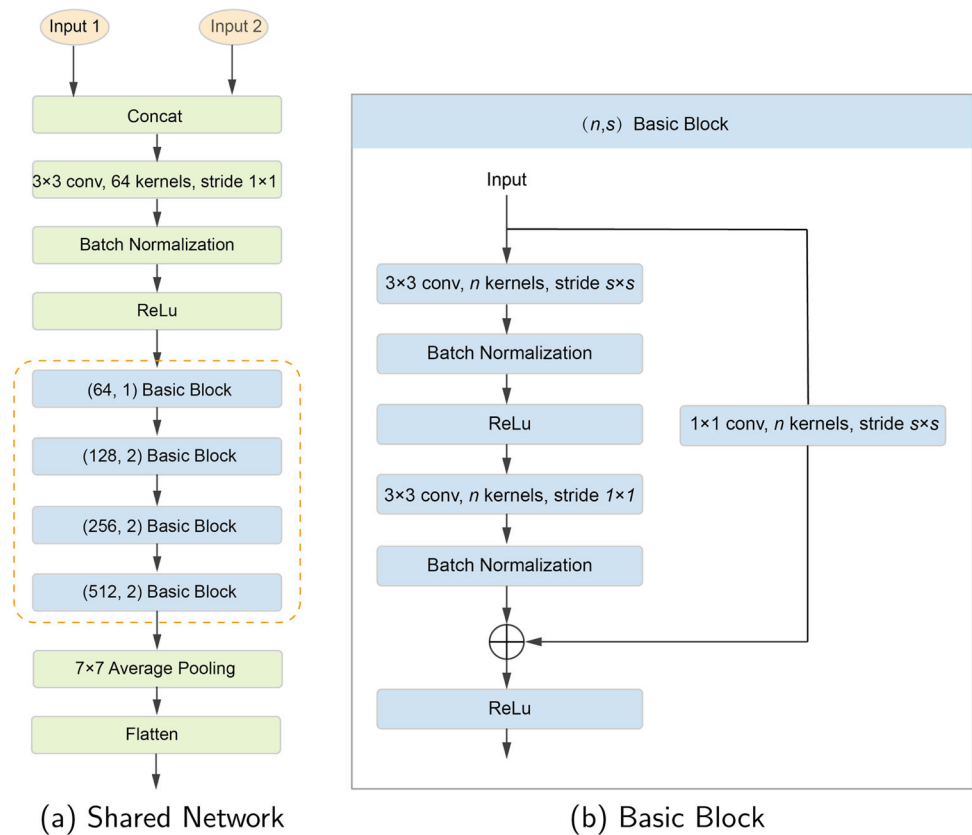 Input 1
Input 2
Concat
3×3 conv, 64 kernels, stride 1×1
Batch Normalization
ReLu
(64, 1) Basic Block
(128, 2) Basic Block
(256, 2) Basic Block
(512, 2) Basic Block
7×7 Average Pooling
Flatten
(a) Shared Network
(n,s) Basic Block
Input
3×3 conv, n kernels, stride s×s
Batch Normalization
ReLu
1×1 conv, n kernels, stride s×s
3×3 conv, n kernels, stride 1×1
Batch Normalization
ReLu
(b) Basic Block